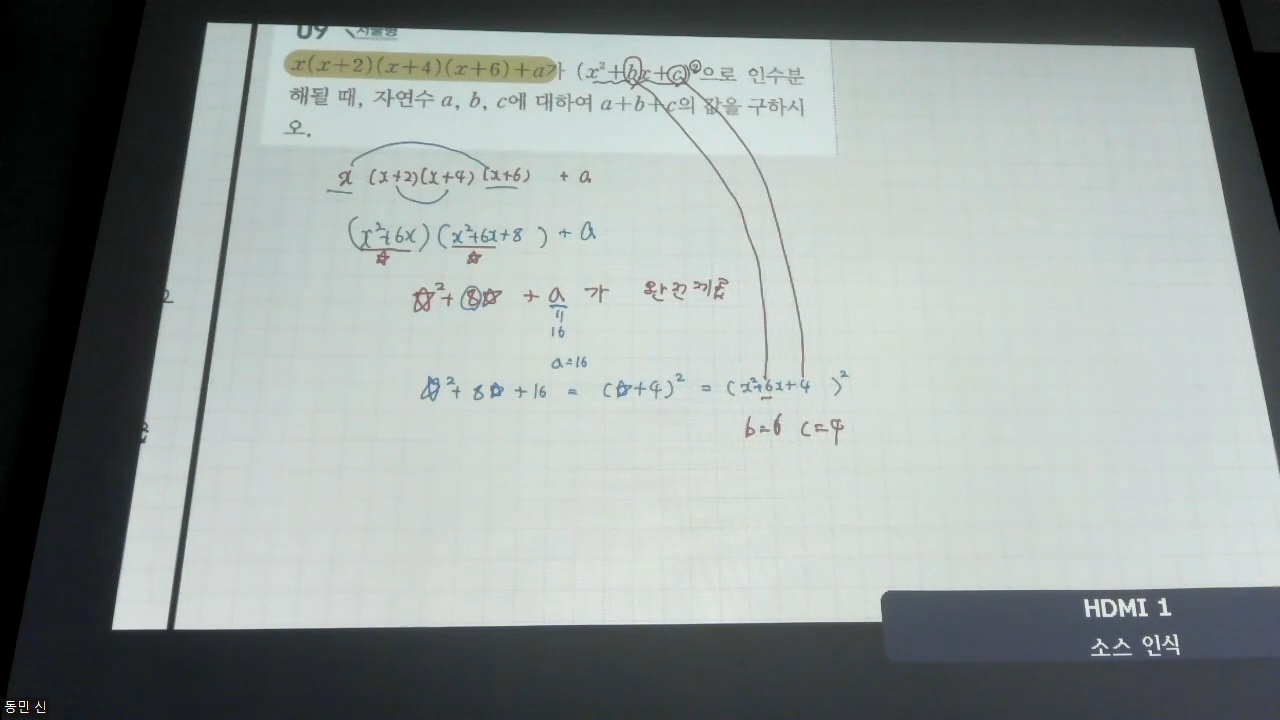 09 서술형
x(x+2)(x+4)(x+6)+a가 (x²+bx+c)²으로 인수분
해될 때, 자연수 a, b, c에 대하여 a+b+c의 값을 구하시
오.
x (x+2)(x+4)(x+6) + a
(x²+6x)(x²+6x+8 ) + a
☆ ☆
☆²+8☆ + a 가 완전제곱
"
16
a=16
☆²+8☆+16 = (☆+4)² = (x²+6x+4 )²
b=6 c=4
HDMI 1
소스 인식
동민 신